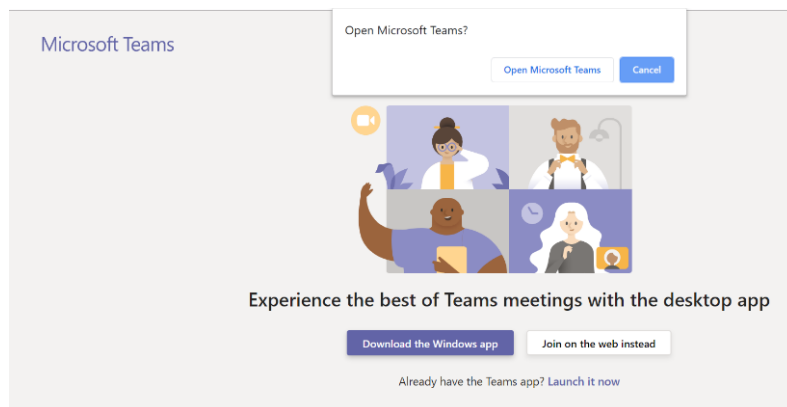 Microsoft Teams
Open Microsoft Teams?
Open Microsoft Teams Cancel
Experience the best of Teams meetings with the desktop app
Download the Windows app Join on the web instead
Already have the Teams app? Launch it now